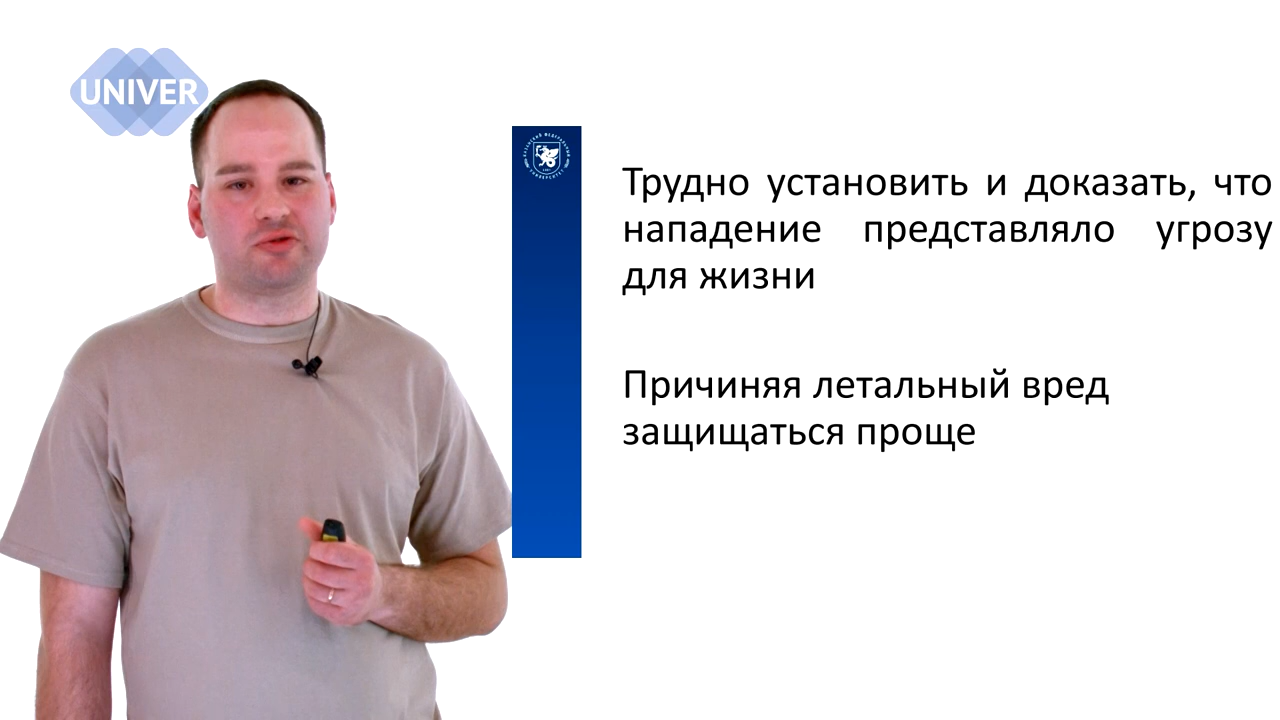 UNIVER
Трудно установить и доказать, что
нападение представляло угрозу
для жизни
Причиняя летальный вред
защищаться проще